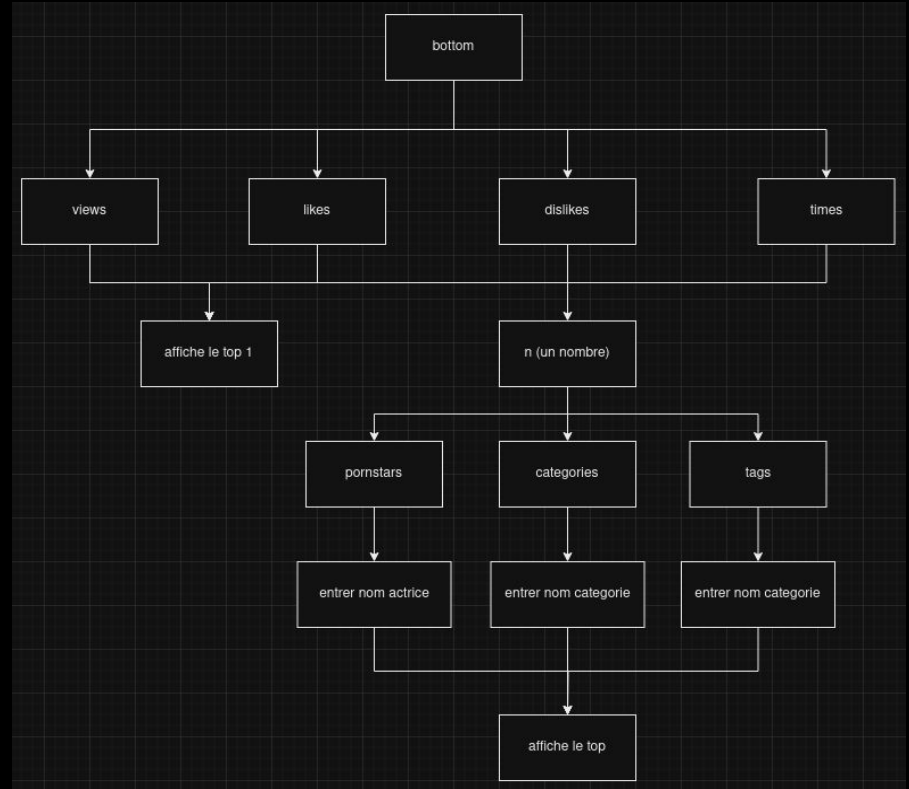 bottom
views
likes
dislikes
times
affiche le top 1
n (un nombre)
pornstars
categories
tags
entrer nom actrice
entrer nom categorie
entrer nom categorie
affiche le top